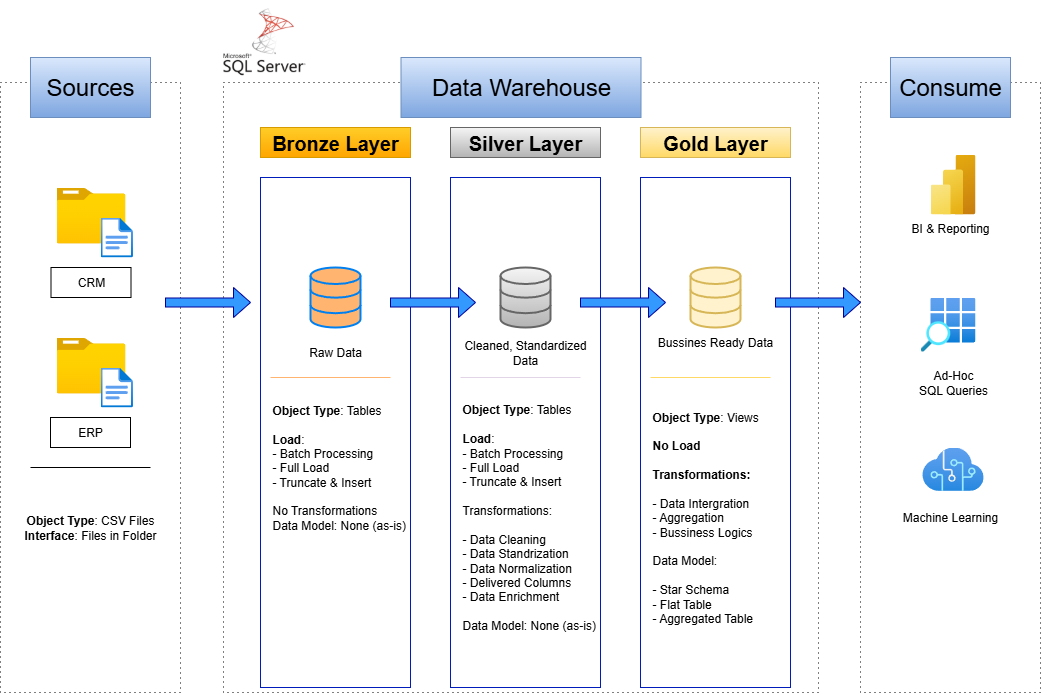 Microsoft®
SQL Server®
Sources
Data Warehouse
Consume
Bronze Layer
Silver Layer
Gold Layer
CRM
ERP
Object Type: CSV Files
Interface: Files in Folder
Raw Data
Object Type: Tables
Load:
- Batch Processing
- Full Load
- Truncate & Insert
No Transformations
Data Model: None (as-is)
Cleaned, Standardized
Data
Object Type: Tables
Load:
- Batch Processing
- Full Load
- Truncate & Insert
Transformations:
- Data Cleaning
- Data Standrization
- Data Normalization
- Delivered Columns
- Data Enrichment
Data Model: None (as-is)
Bussines Ready Data
Object Type: Views
No Load
Transformations:
- Data Intergration
- Aggregation
- Bussiness Logics
Data Model:
- Star Schema
- Flat Table
- Aggregated Table
BI & Reporting
Ad-Hoc
SQL Queries
Machine Learning